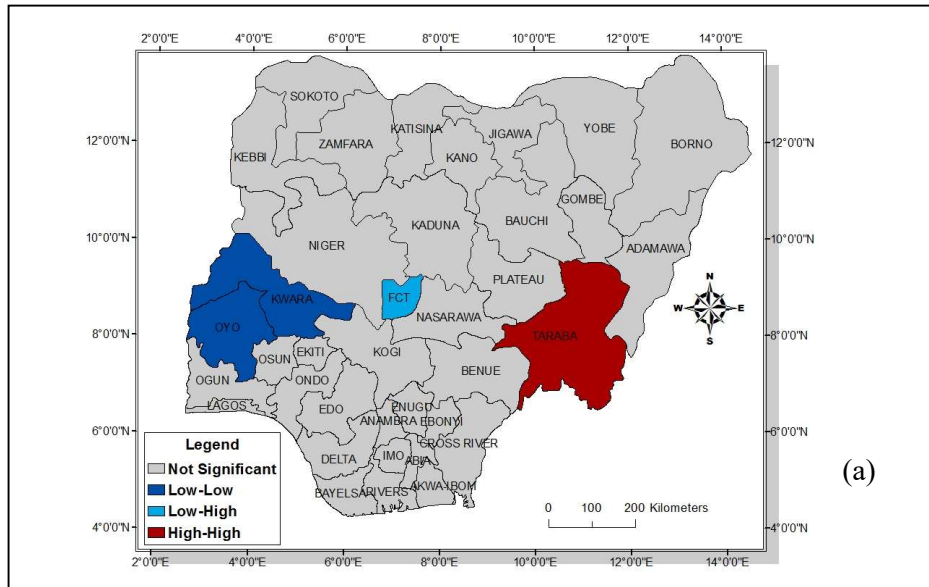 2°0'0"E 4°0'0"E 6°0'0"E 8°0'0"E 10°0'0"E 12°0'0"E 14°0'0"E
SOKOTO
KATISINA
JIGAWA
YOBE
12°0'0"N
ZAMFARA
BORNO
12°0'0"N
KEBBI
KANO
GOMBE
KADUNA
BAUCHI
10°0'0"N
NIGER
ADAMAWA
10°0'0"N
PLATEAU
KWARA
FCT
N
W E
S
NASARAWA
8°0'0"N
OYO
TARABA
8°0'0"N
OSUN
EKITI
KOGI
BENUE
OGUN
ONDO
LAGOS
EDO
ENUGU
6°0'0"N
ANAMBRA
EBONYI
6°0'0"N
CROSS RIVER
DELTA
IMO
ABIA
BAYELSA
RIVERS
AKWA-IBOM
Legend
Not Significant
Low-Low
Low-High
High-High
(a)
0 100 200 Kilometers
4°0'0"N
4°0'0"N
2°0'0"E 4°0'0"E 6°0'0"E 8°0'0"E 10°0'0"E 12°0'0"E 14°0'0"E